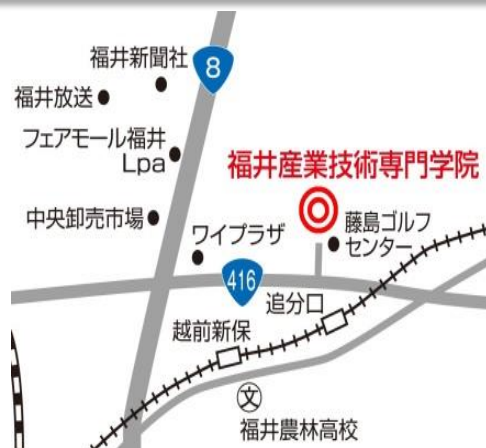 福井新聞社
8
福井放送
フェアモール福井
Lpa
福井産業技術専門学院
中央卸売市場
ワイプラザ
藤島ゴルフ
センター
416
追分口
越前新保
文
福井農林高校